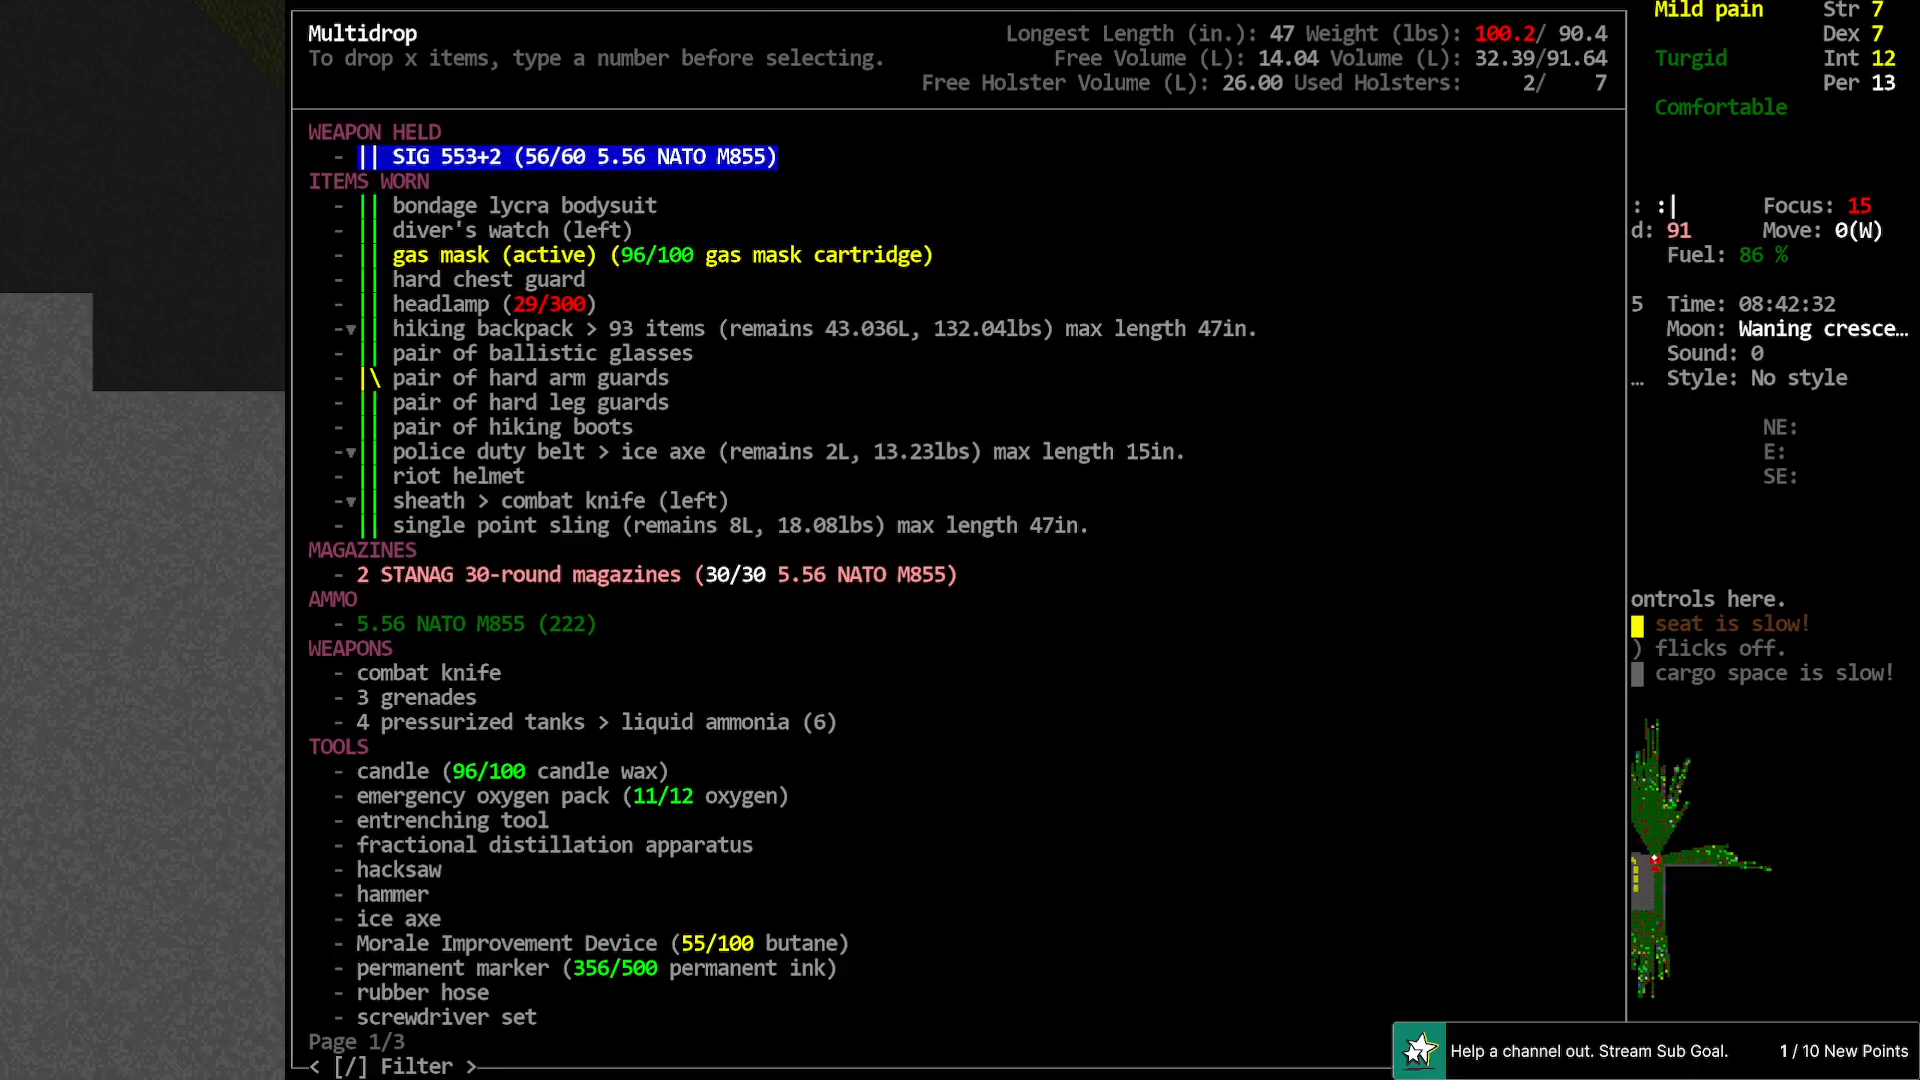 Multidrop
To drop x items, type a number before selecting.
Longest Length (in.): 47 Weight (lbs): 100.2/ 90.4
Free Volume (L): 14.04 Volume (L): 32.39/91.64
Free Holster Volume (L): 26.00 Used Holsters: 2/ 7
WEAPON HELD
- || SIG 553+2 (56/60 5.56 NATO M855)
ITEMS WORN
- || bondage lycra bodysuit
- || diver's watch (left)
- || gas mask (active) (96/100 gas mask cartridge)
- || hard chest guard
- || headlamp (29/300)
-▾|| hiking backpack > 93 items (remains 43.036L, 132.04lbs) max length 47in.
- || pair of ballistic glasses
- |\ pair of hard arm guards
- || pair of hard leg guards
- || pair of hiking boots
-▾|| police duty belt > ice axe (remains 2L, 13.23lbs) max length 15in.
- || riot helmet
-▾|| sheath > combat knife (left)
- || single point sling (remains 8L, 18.08lbs) max length 47in.
MAGAZINES
- 2 STANAG 30-round magazines (30/30 5.56 NATO M855)
AMMO
- 5.56 NATO M855 (222)
WEAPONS
- combat knife
- 3 grenades
- 4 pressurized tanks > liquid ammonia (6)
TOOLS
- candle (96/100 candle wax)
- emergency oxygen pack (11/12 oxygen)
- entrenching tool
- fractional distillation apparatus
- hacksaw
- hammer
- ice axe
- Morale Improvement Device (55/100 butane)
- permanent marker (356/500 permanent ink)
- rubber hose
- screwdriver set
Page 1/3
< [/] Filter >
Mild pain Str 7
Dex 7
Turgid Int 12
Per 13
Comfortable
: :| Focus: 15
d: 91 Move: 0(W)
Fuel: 86 %
5 Time: 08:42:32
Moon: Waning cresce…
Sound: 0
… Style: No style
NE:
E:
SE:
ontrols here.
seat is slow!
) flicks off.
cargo space is slow!
Help a channel out. Stream Sub Goal. 1 / 10 New Points